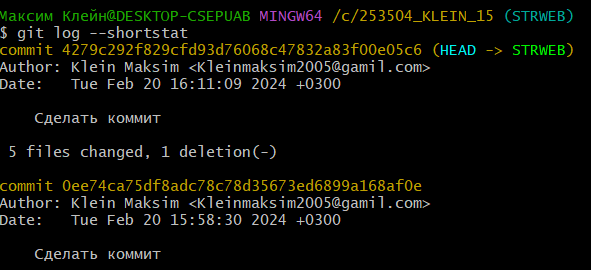 Максим Клейн@DESKTOP-CSEPUAB MINGW64 /c/253504_KLEIN_15 (STRWEB)
$ git log --shortstat
commit 4279c292f829cfd93d76068c47832a83f00e05c6 (HEAD -> STRWEB)
Author: Klein Maksim <Kleinmaksim2005@gamil.com>
Date:   Tue Feb 20 16:11:09 2024 +0300
    Сделать коммит
 5 files changed, 1 deletion(-)
commit 0ee74ca75df8adc78c78d35673ed6899a168af0e
Author: Klein Maksim <Kleinmaksim2005@gamil.com>
Date:   Tue Feb 20 15:58:30 2024 +0300
    Сделать коммит